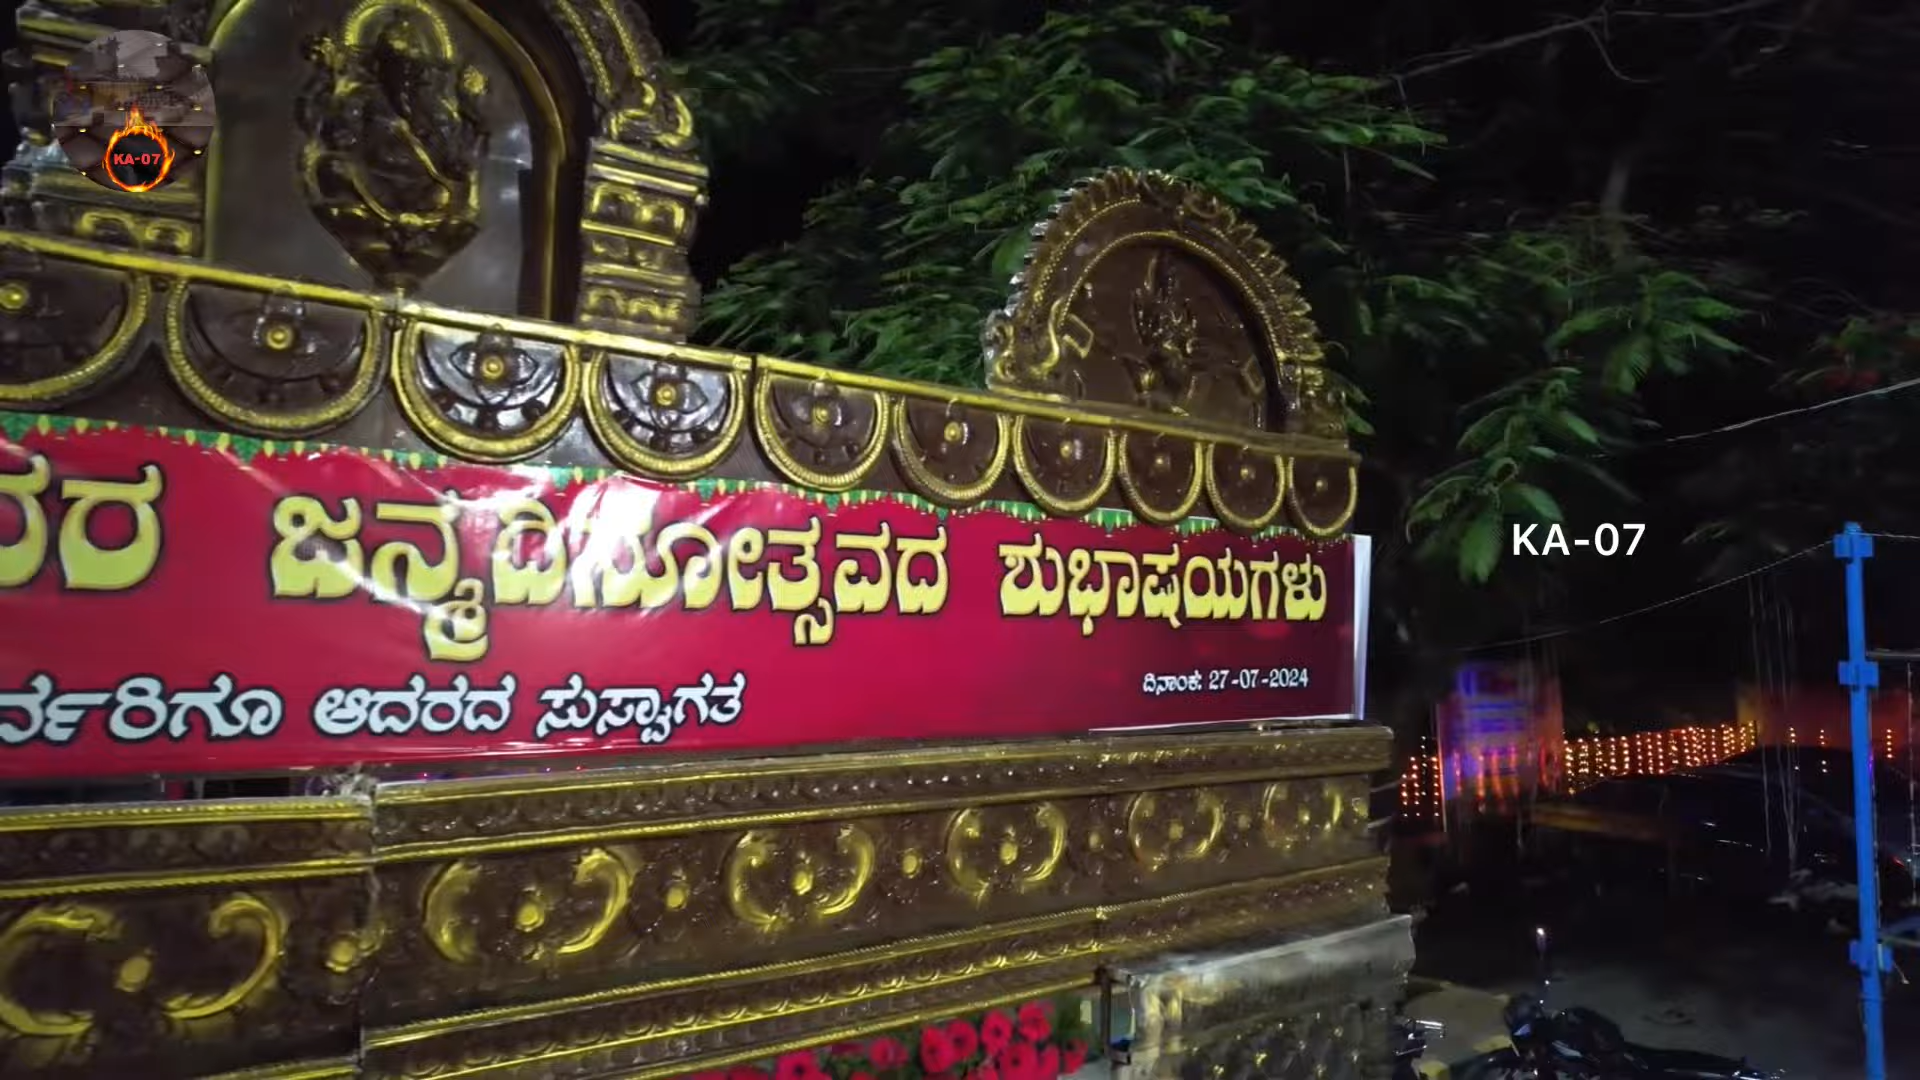 KA-07
ಜನ್ಮದಿನೋತ್ಸವದ ಶುಭಾಷಯಗಳು
KA-07
ದಿನಾಂಕ: 27-07-2024
ರ್ವರಿಗೂ ಆದರದ ಸುಸ್ವಾಗತ